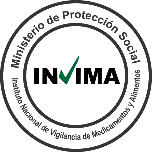 Ministerio de Protección Social
INVIMA
Instituto Nacional de Vigilancia de Medicamentos y Alimentos